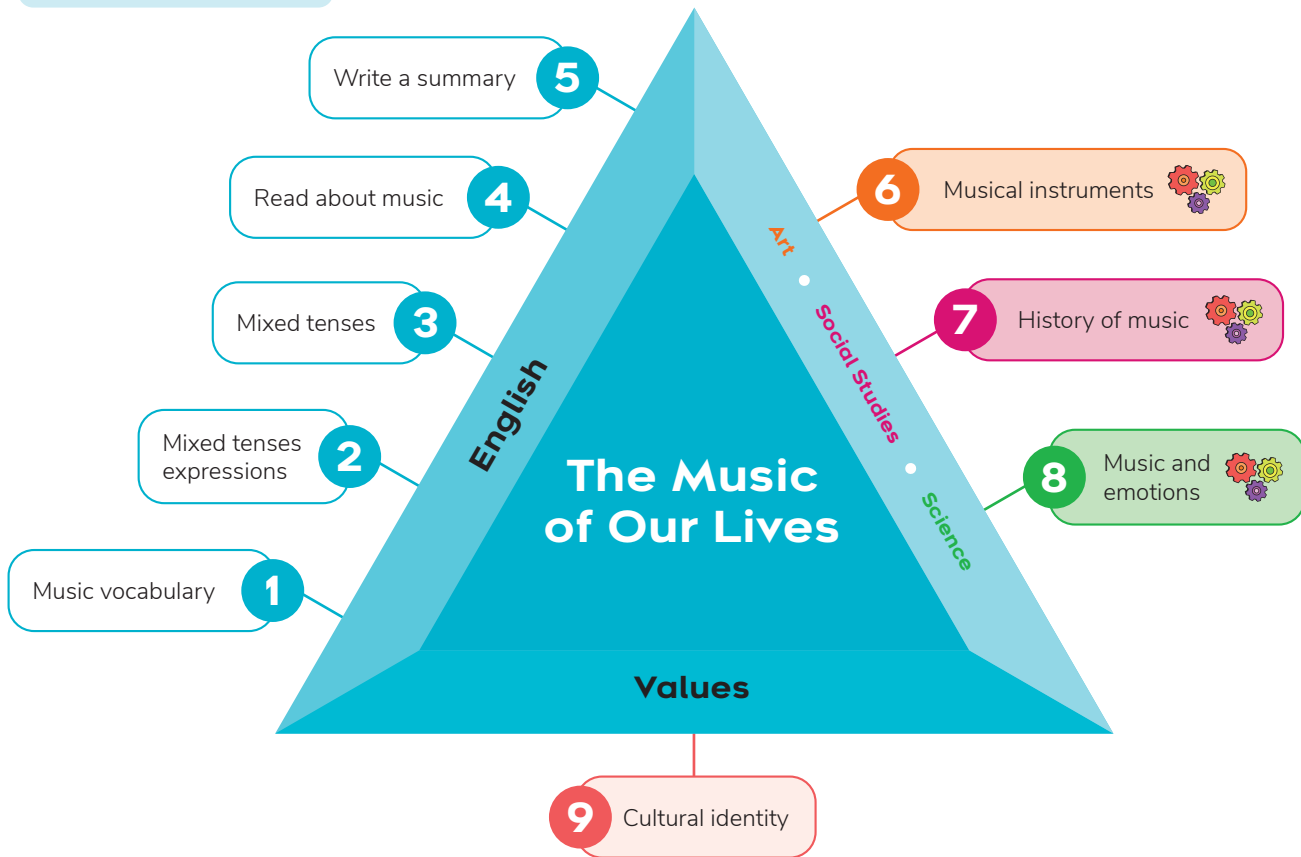 5
Write a summary
4
Read about music
3
Mixed tenses
2
Mixed tenses
expressions
1
Music vocabulary
English
The Music
of Our Lives
Values
Art
Social Studies
Science
6
Musical instruments
7
History of music
8
Music and
emotions
9
Cultural identity